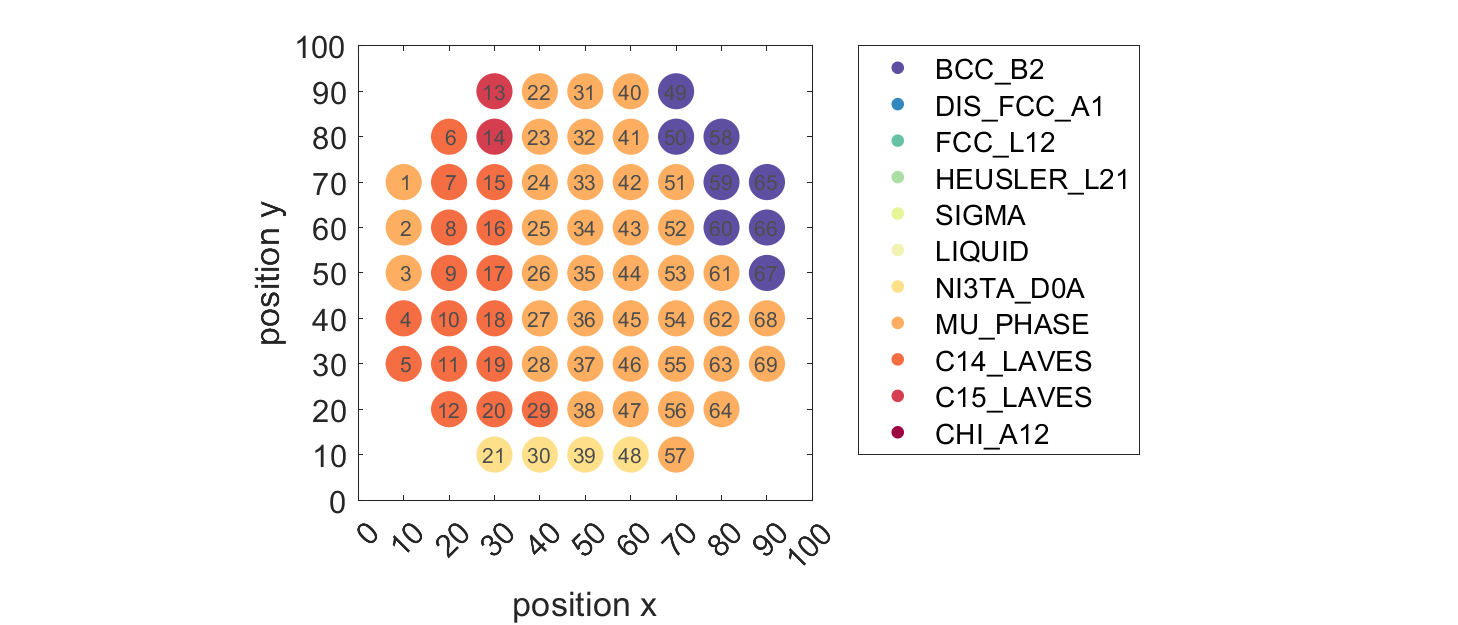 100
90
80
70
60
50
40
30
20
10
0
position y
13 22 31 40 49
6 14 23 32 41 50 58
1 7 15 24 33 42 51 59 65
2 8 16 25 34 43 52 60 66
3 9 17 26 35 44 53 61 67
4 10 18 27 36 45 54 62 68
5 11 19 28 37 46 55 63 69
12 20 29 38 47 56 64
21 30 39 48 57
0 10 20 30 40 50 60 70 80 90 100
position x
BCC_B2
DIS_FCC_A1
FCC_L12
HEUSLER_L21
SIGMA
LIQUID
NI3TA_D0A
MU_PHASE
C14_LAVES
C15_LAVES
CHI_A12